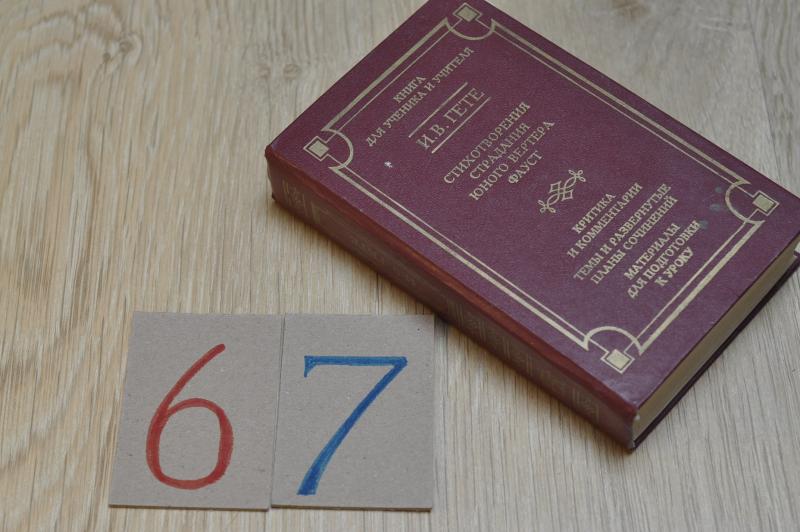 КНИГА
ДЛЯ УЧЕНИКА И УЧИТЕЛЯ
И.В. ГЕТЕ
СТИХОТВОРЕНИЯ
СТРАДАНИЯ
ЮНОГО ВЕРТЕРА
ФАУСТ
КРИТИКА
И КОММЕНТАРИИ
ТЕМЫ И РАЗВЕРНУТЫЕ
ПЛАНЫ СОЧИНЕНИЙ
МАТЕРИАЛЫ
ДЛЯ ПОДГОТОВКИ
К УРОКУ
6 7